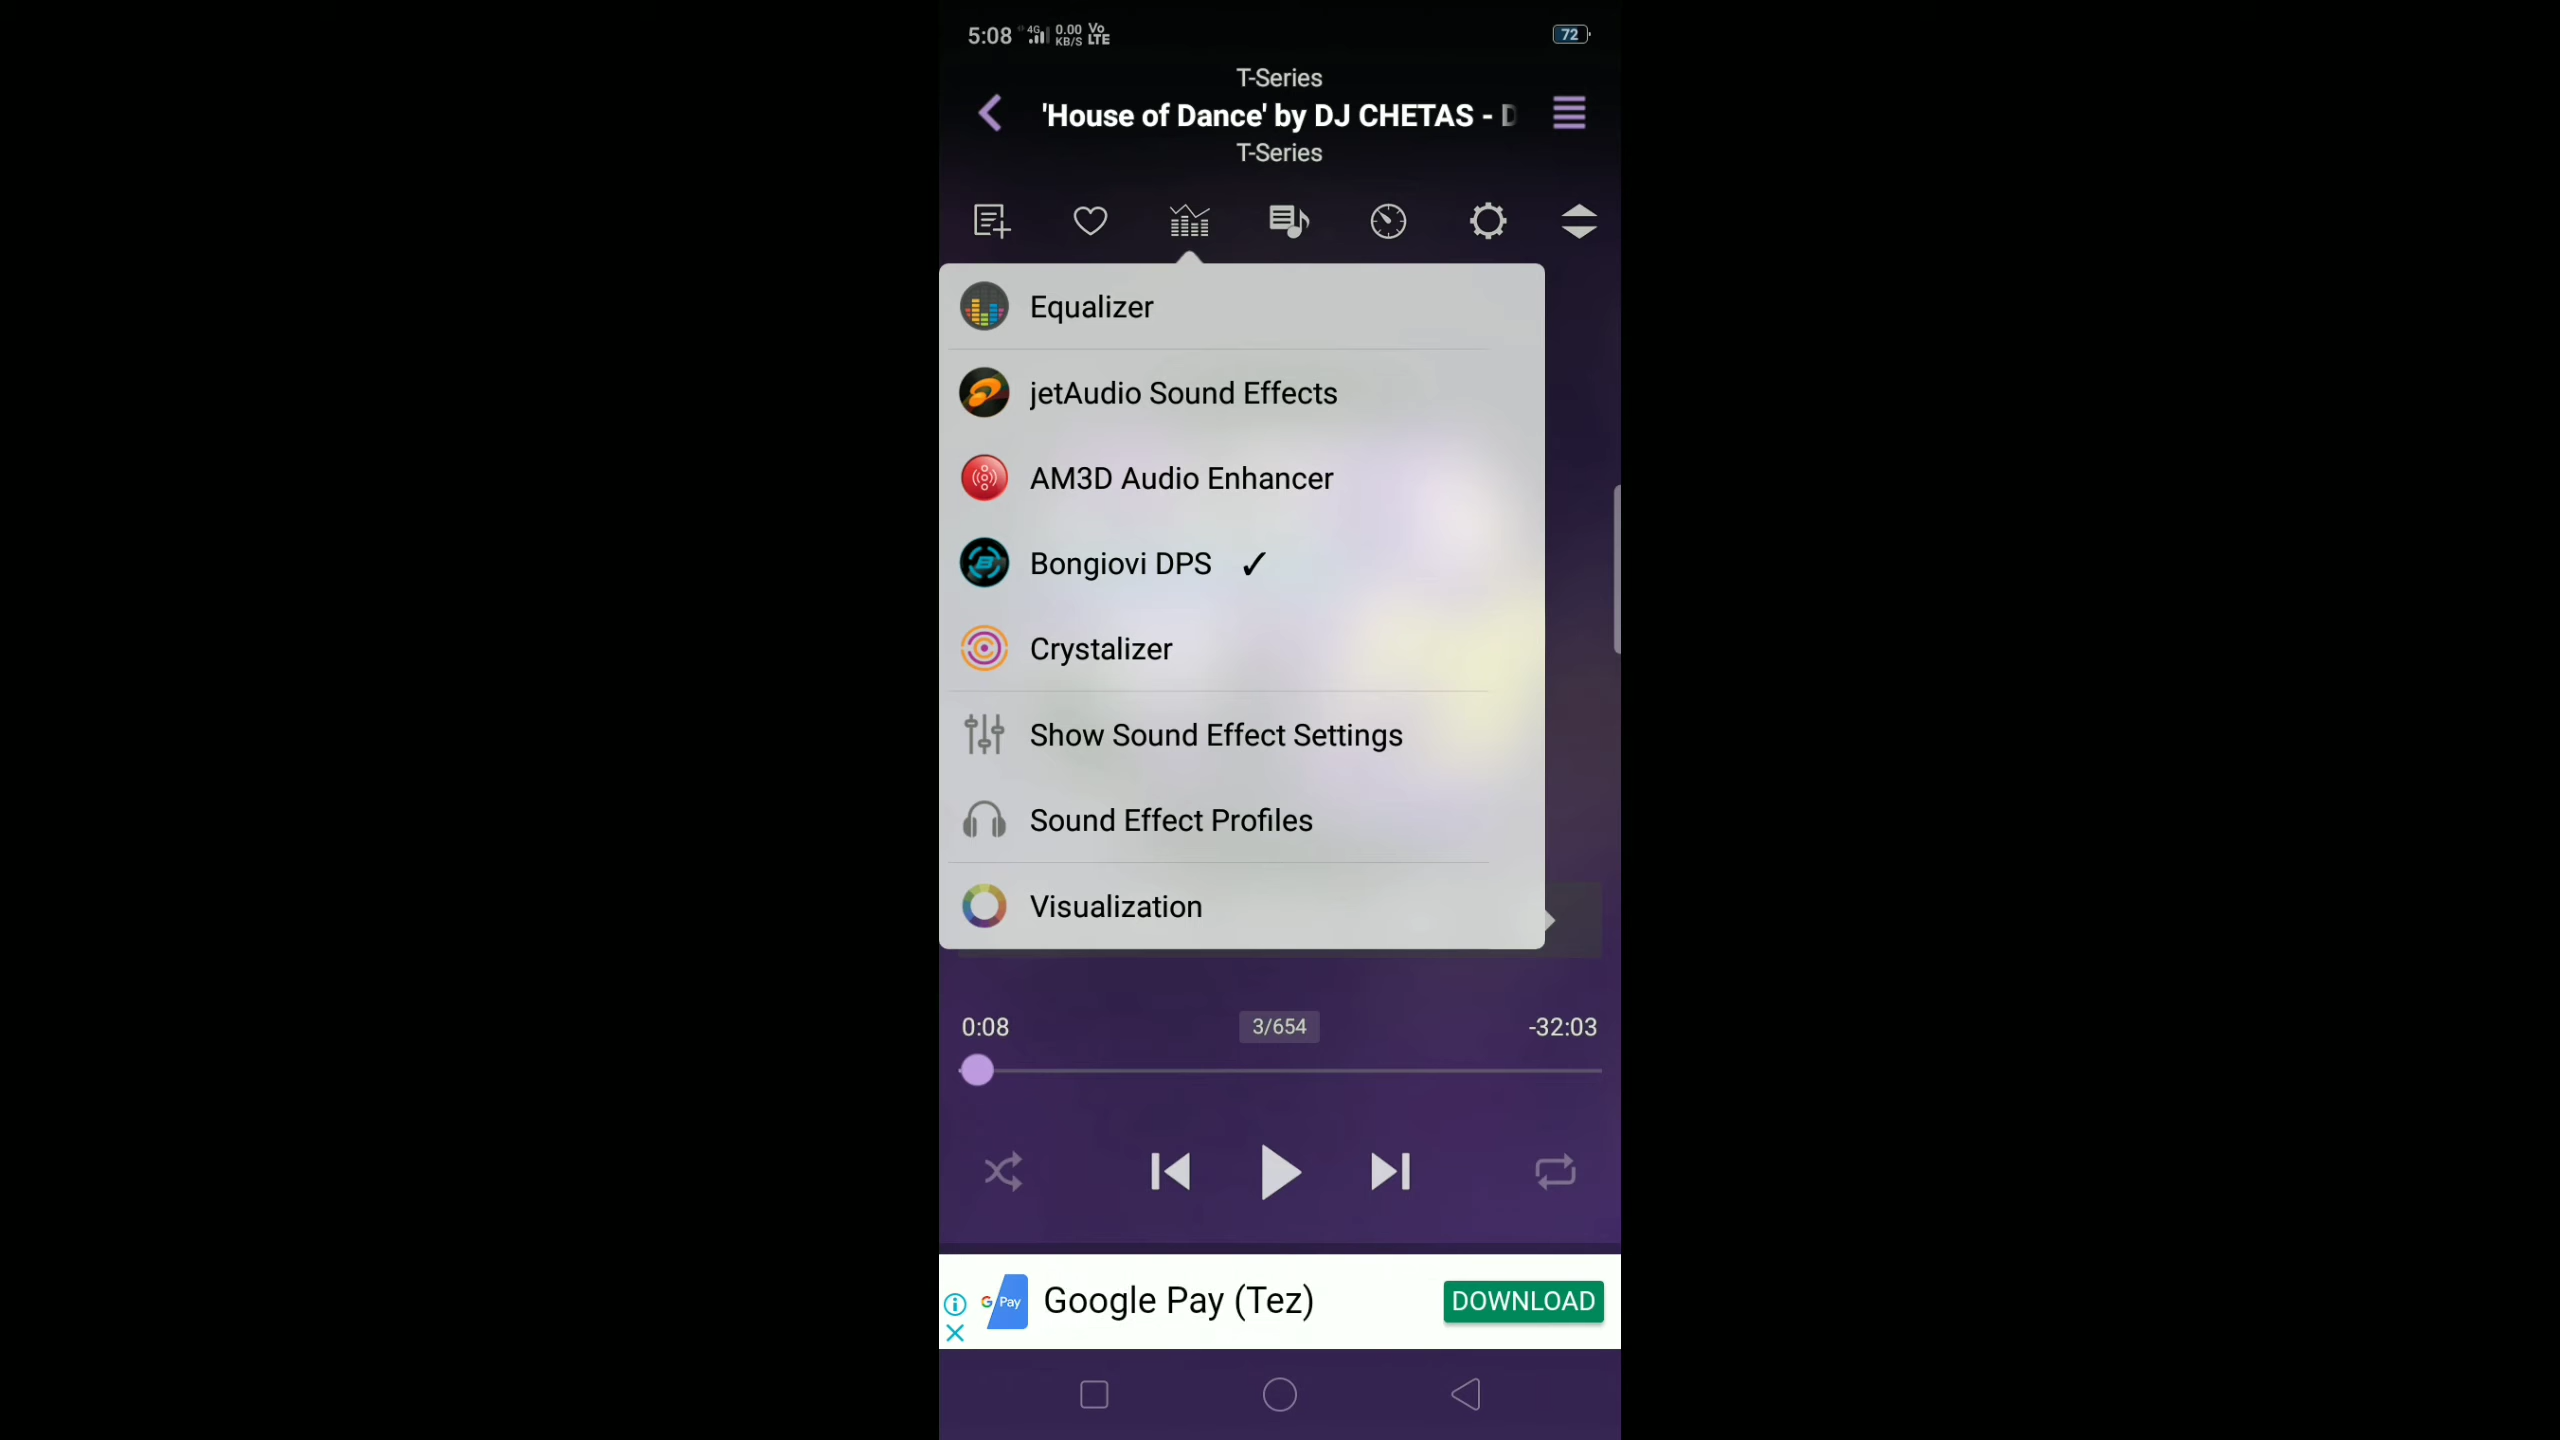 5:08 4G 0.00 KB/S Vo LTE 72
T-Series
'House of Dance' by DJ CHETAS - D
T-Series
Equalizer
jetAudio Sound Effects
AM3D Audio Enhancer
Bongiovi DPS ✓
Crystalizer
Show Sound Effect Settings
Sound Effect Profiles
Visualization
0:08 3/654 -32:03
G Pay Google Pay (Tez) DOWNLOAD